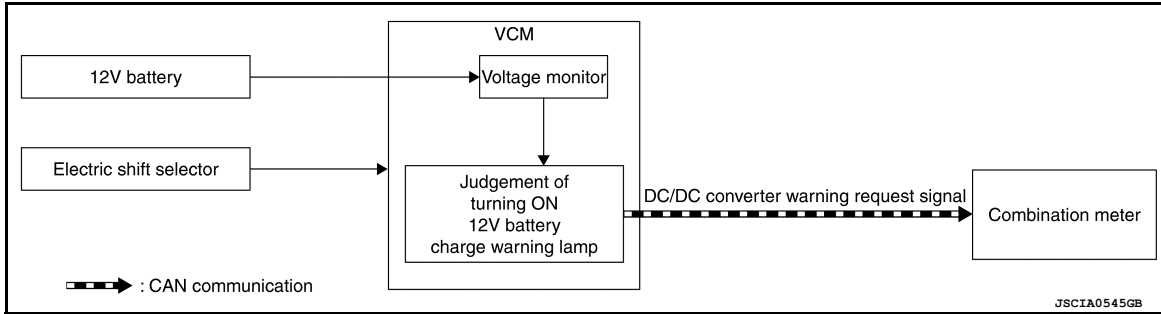 VCM
12V battery
Voltage monitor
Electric shift selector
Judgement of
turning ON
12V battery
charge warning lamp
DC/DC converter warning request signal
Combination meter
: CAN communication
JSCIA0545GB